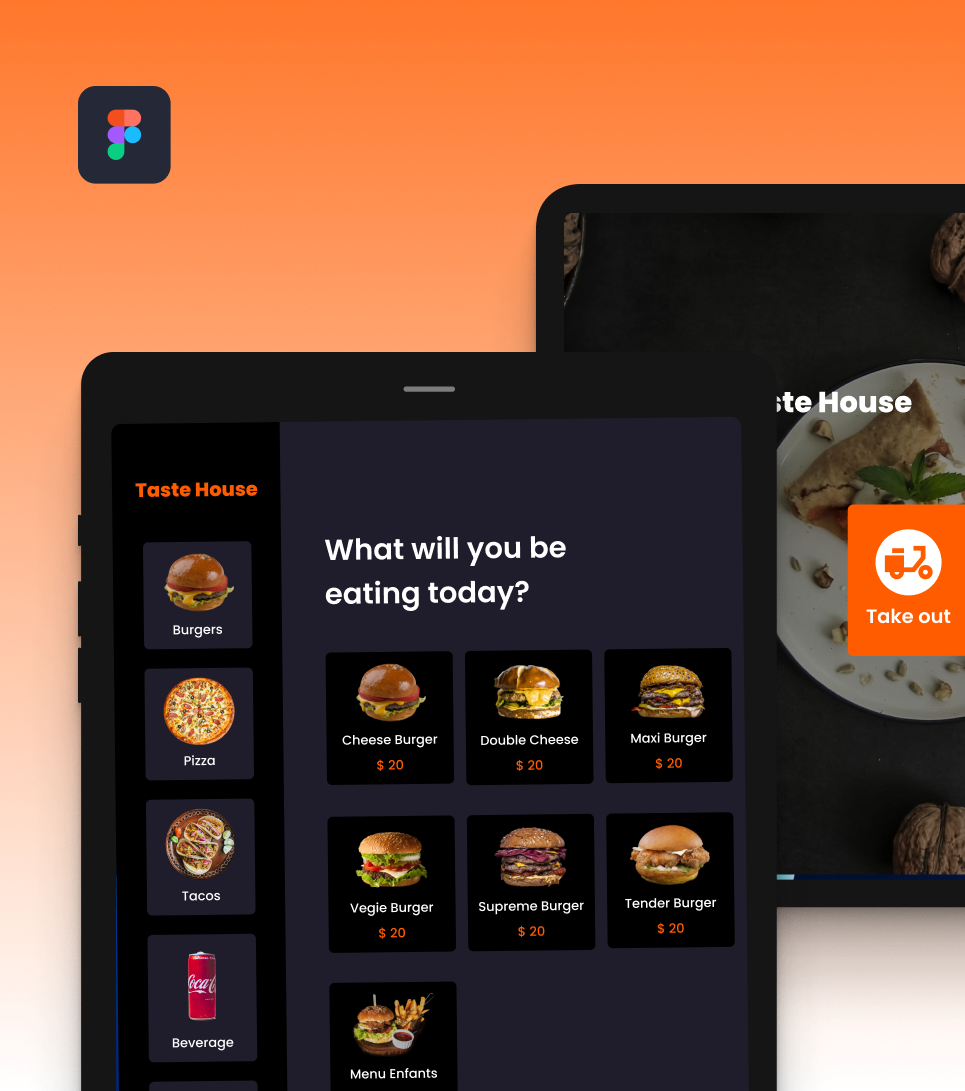 ste House
Take out
Taste House
Burgers
Pizza
Tacos
Coca
Beverage
What will you be
eating today?
Cheese Burger
$ 20
Double Cheese
$ 20
Maxi Burger
$ 20
Vegie Burger
$ 20
Supreme Burger
$ 20
Tender Burger
$ 20
Menu Enfants